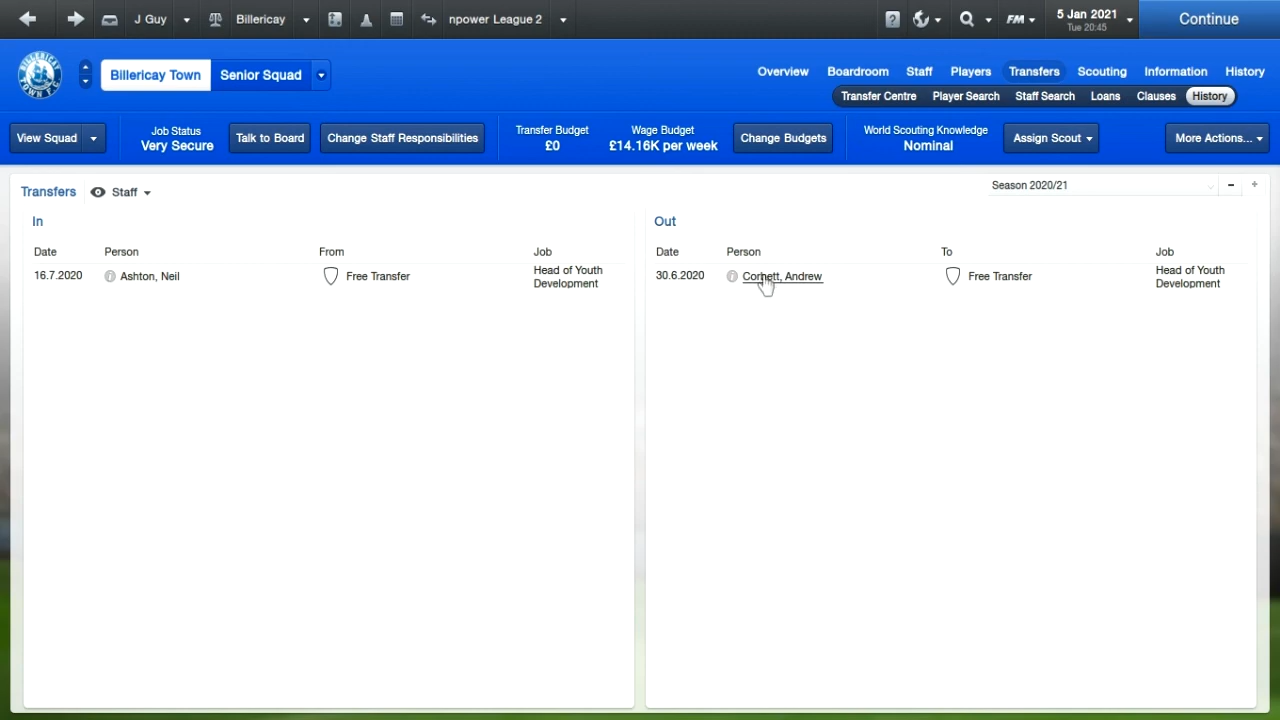 J Guy Billericay npower League 2 FM 5 Jan 2021 Continue
Tue 20:45
BILLERICAY TOWN F.C.
Billericay Town Senior Squad Overview Boardroom Staff Players Transfers Scouting Information History
Transfer Centre Player Search Staff Search Loans Clauses History
View Squad Job Status Very Secure Talk to Board Change Staff Responsibilities Transfer Budget £0 Wage Budget £14.16K per week Change Budgets World Scouting Knowledge Nominal Assign Scout More Actions...
Transfers Staff Season 2020/21
In
Date Person From Job
16.7.2020 Ashton, Neil Free Transfer Head of Youth
Development
Out
Date Person To Job
30.6.2020 Corbett, Andrew Free Transfer Head of Youth
Development